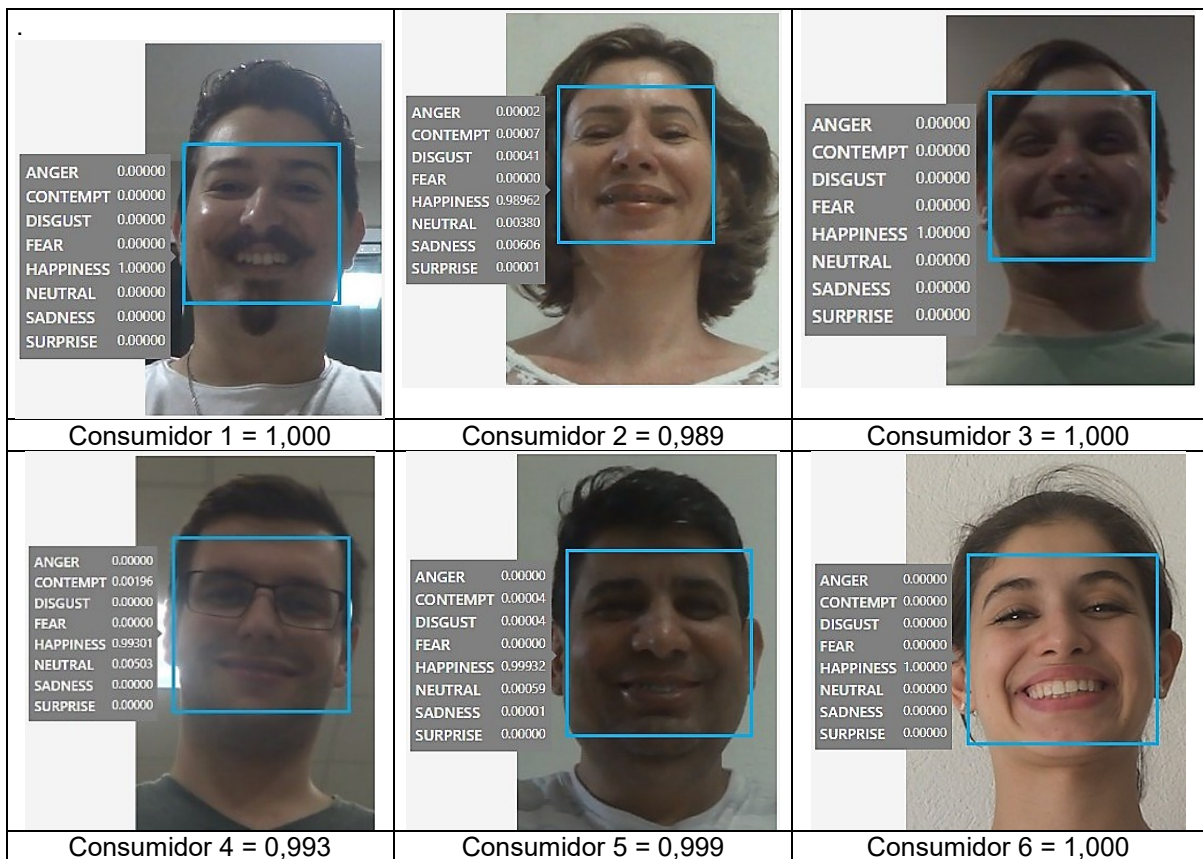 .
ANGER 0.00000
CONTEMPT 0.00000
DISGUST 0.00000
FEAR 0.00000
HAPPINESS 1.00000
NEUTRAL 0.00000
SADNESS 0.00000
SURPRISE 0.00000
ANGER 0.00002
CONTEMPT 0.00007
DISGUST 0.00041
FEAR 0.00000
HAPPINESS 0.98962
NEUTRAL 0.00380
SADNESS 0.00606
SURPRISE 0.00001
ANGER 0.00000
CONTEMPT 0.00000
DISGUST 0.00000
FEAR 0.00000
HAPPINESS 1.00000
NEUTRAL 0.00000
SADNESS 0.00000
SURPRISE 0.00000
Consumidor 1 = 1,000
Consumidor 2 = 0,989
Consumidor 3 = 1,000
ANGER 0.00000
CONTEMPT 0.00196
DISGUST 0.00000
FEAR 0.00000
HAPPINESS 0.99301
NEUTRAL 0.00503
SADNESS 0.00000
SURPRISE 0.00000
ANGER 0.00000
CONTEMPT 0.00004
DISGUST 0.00004
FEAR 0.00000
HAPPINESS 0.99932
NEUTRAL 0.00059
SADNESS 0.00001
SURPRISE 0.00000
ANGER 0.00000
CONTEMPT 0.00000
DISGUST 0.00000
FEAR 0.00000
HAPPINESS 1.00000
NEUTRAL 0.00000
SADNESS 0.00000
SURPRISE 0.00000
Consumidor 4 = 0,993
Consumidor 5 = 0,999
Consumidor 6 = 1,000